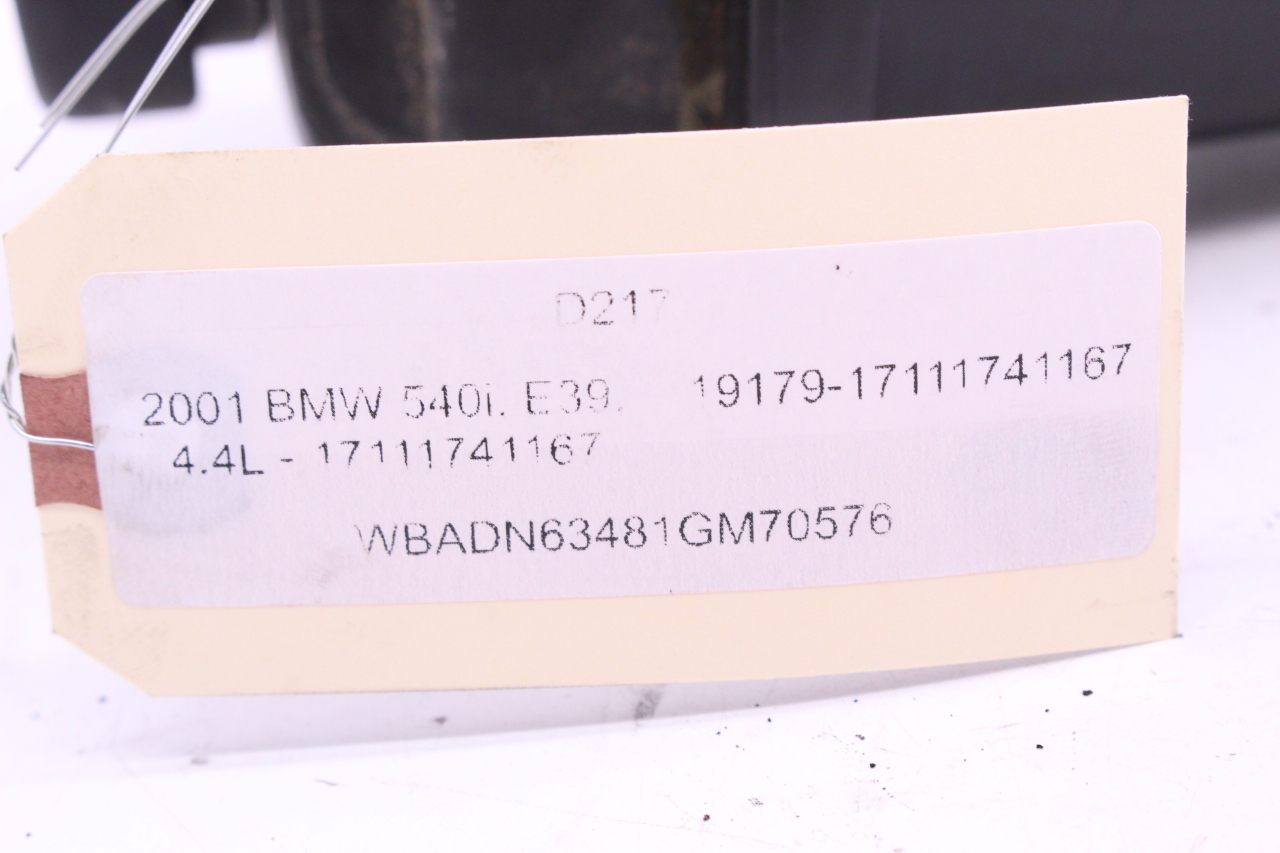 D217
2001 BMW 540i. E39. 19179-17111741167
4.4L - 17111741167
WBADN63481GM70576